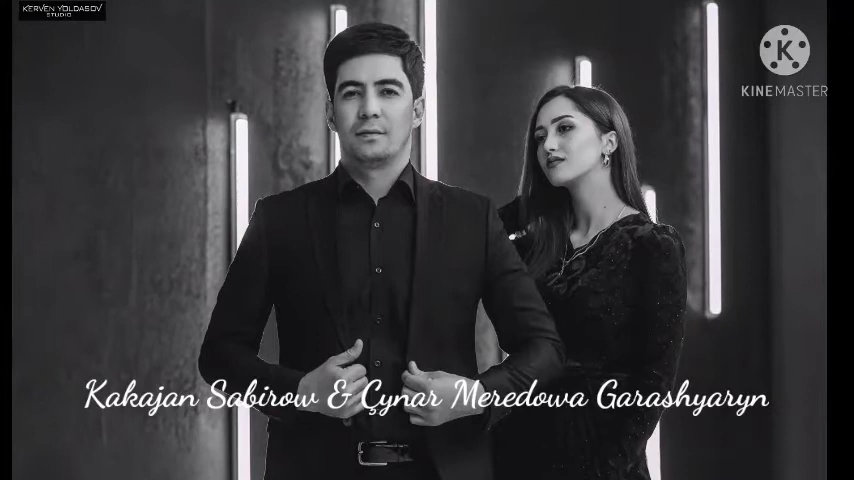 KERVEN YOLDASOV
STUDIO
K
KINEMASTER
Kakajan Sabirow & Çynar Meredowa Garashyaryn